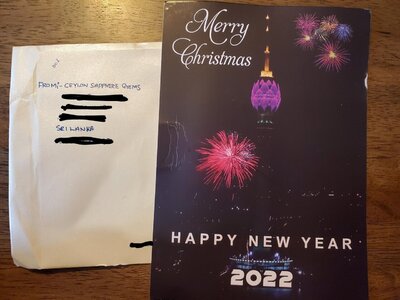 FROM:- CEYLON SAPPHIRE GEMS
SRI LANKA
Merry
Christmas
HAPPY NEW YEAR
2022